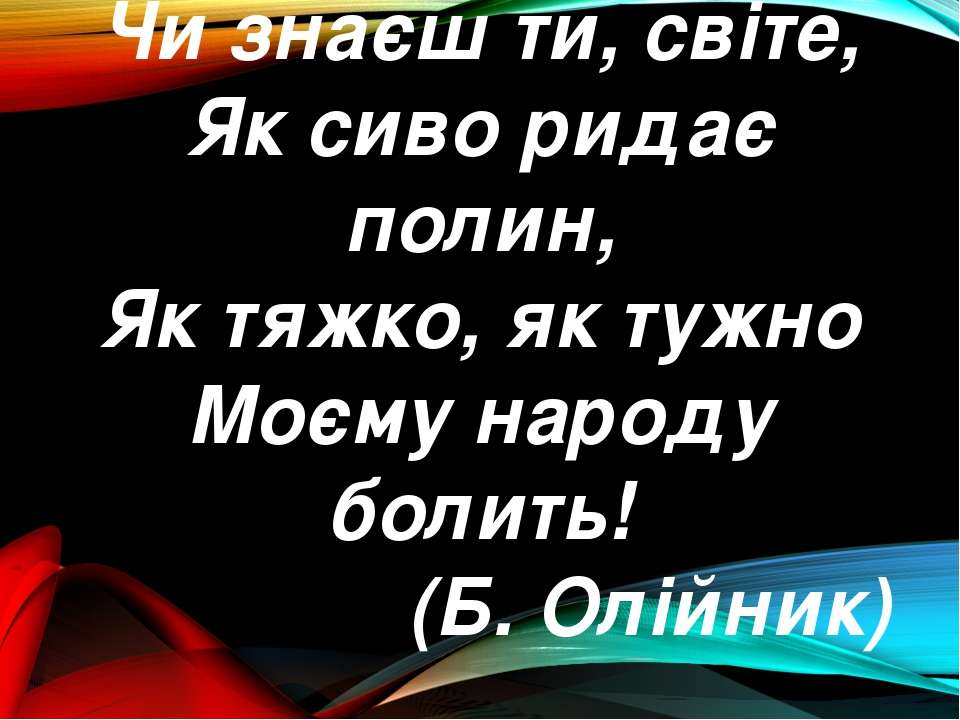 Чи знаєш ти, світе,
Як сиво ридає
полин,
Як тяжко, як тужно
Моєму народу
болить!
(Б. Олійник)